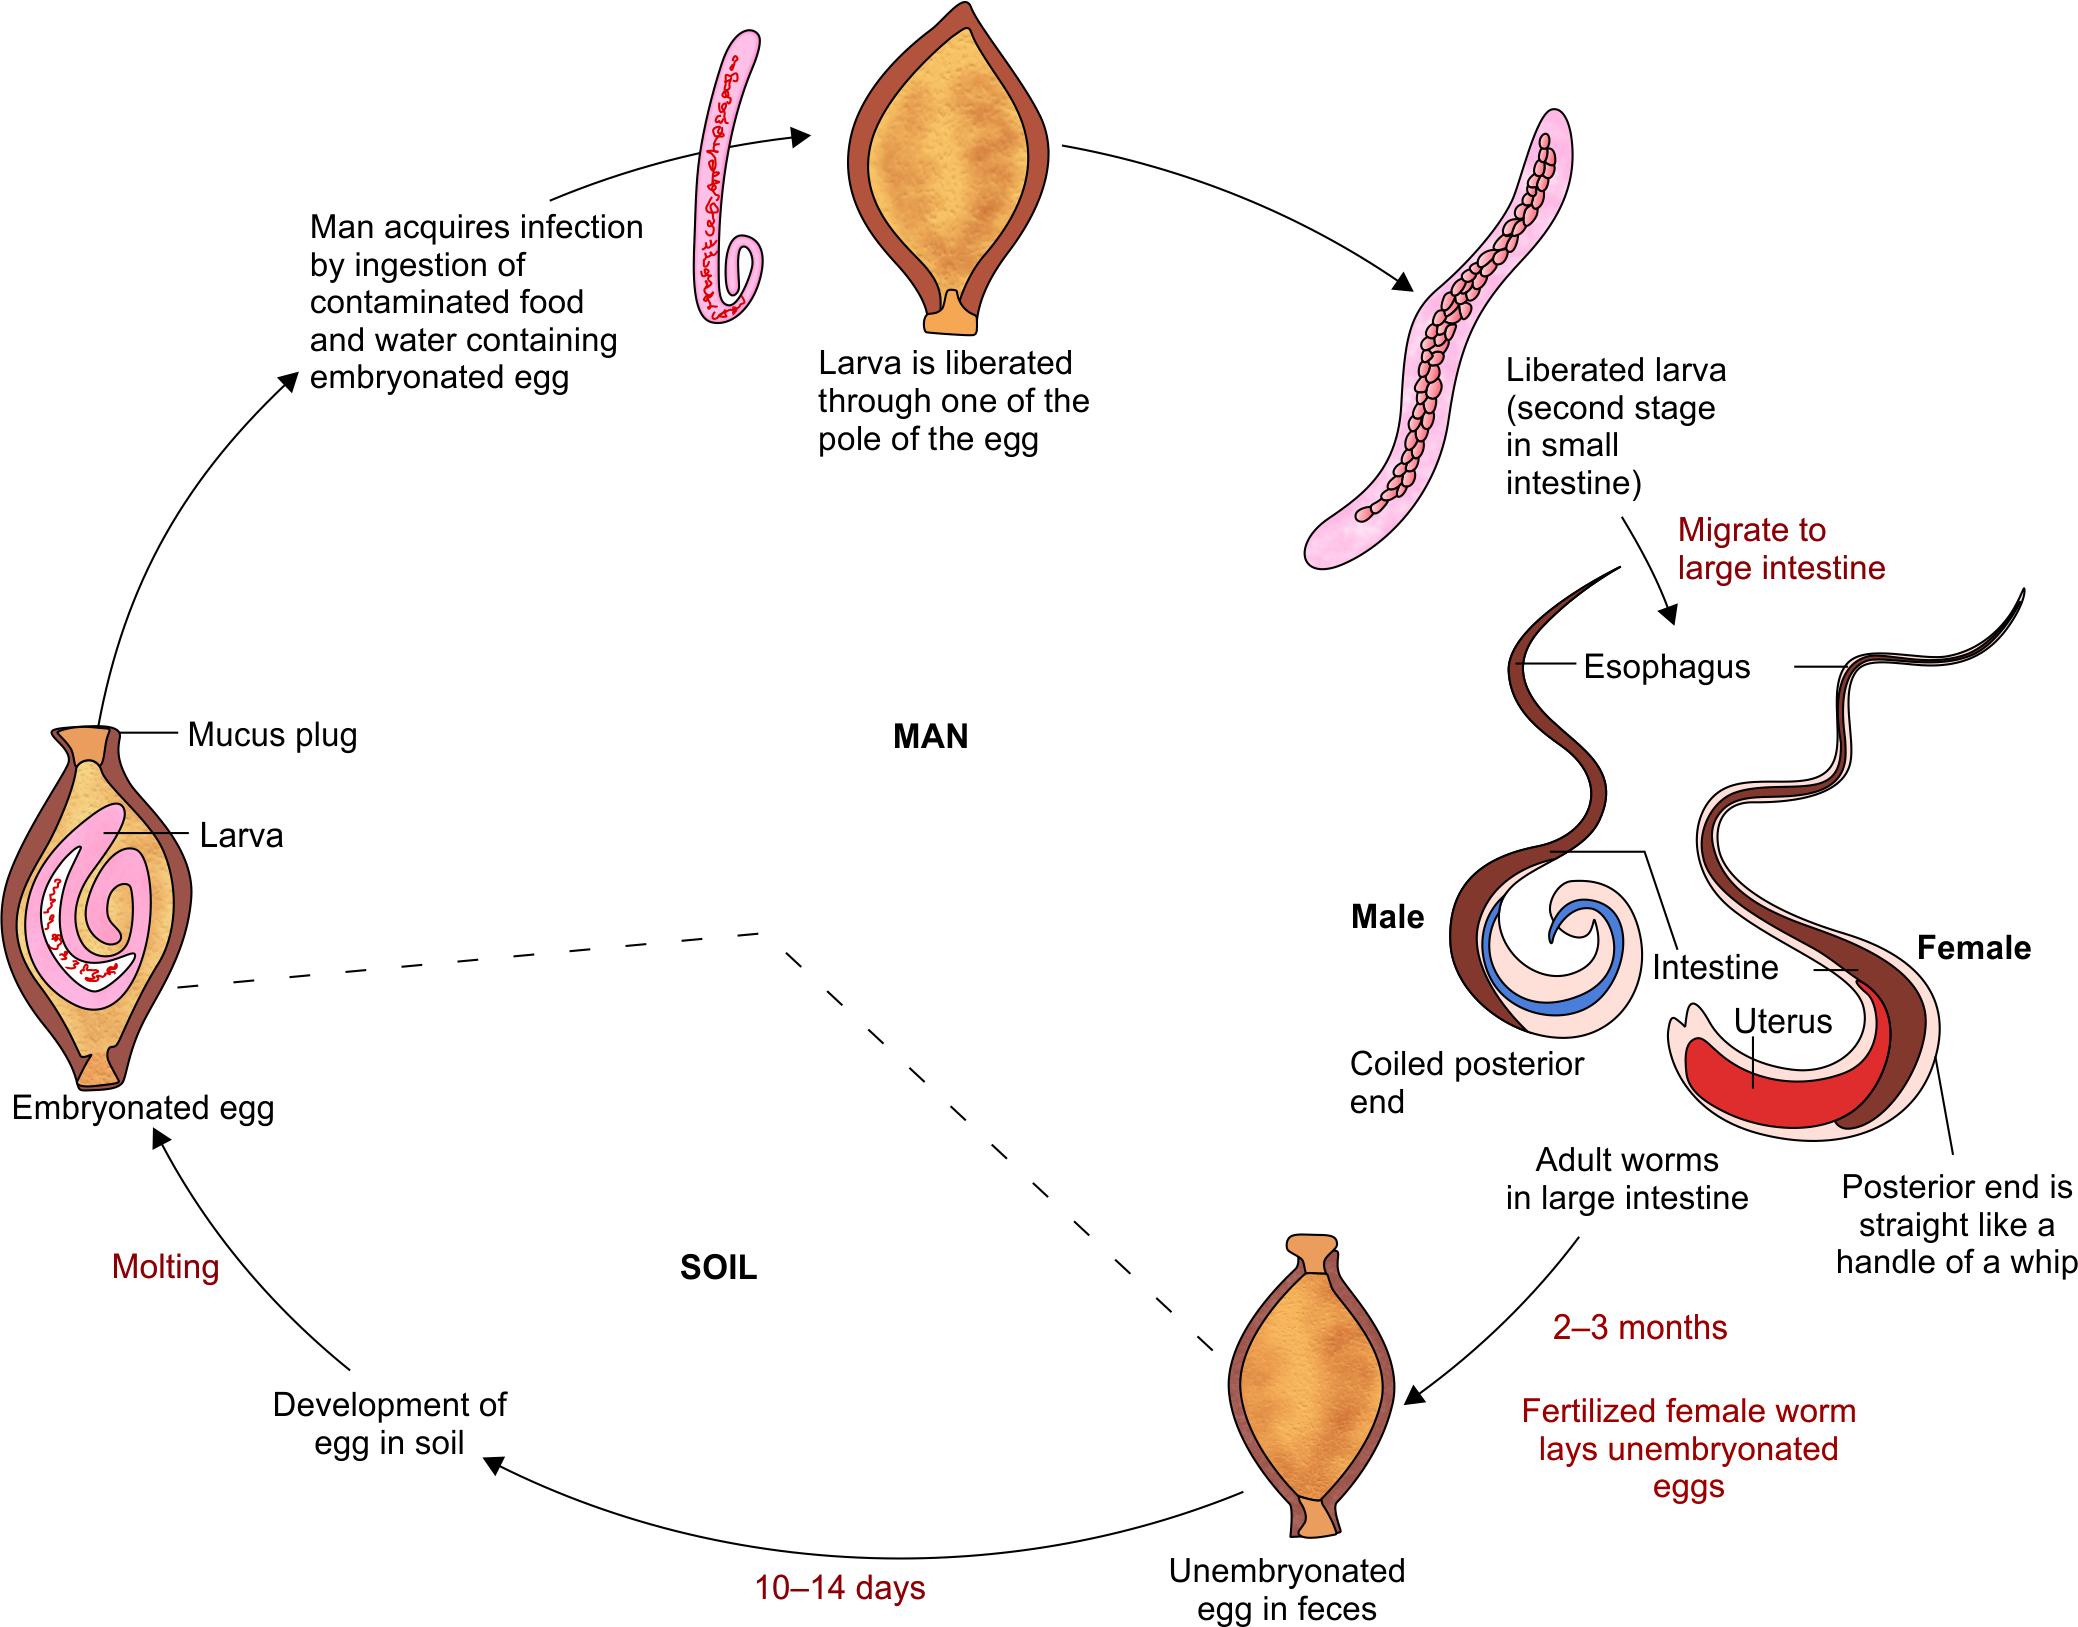 Man acquires infection
by ingestion of
contaminated food
and water containing
embryonated egg
Larva is liberated
through one of the
pole of the egg
Liberated larva
(second stage
in small
intestine)
Migrate to
large intestine
Esophagus
Mucus plug
MAN
Larva
Male
Female
Intestine
Uterus
Coiled posterior
end
Embryonated egg
Adult worms
in large intestine
Posterior end is
straight like a
handle of a whip
Molting
SOIL
2–3 months
Development of
egg in soil
Fertilized female worm
lays unembryonated
eggs
10–14 days
Unembryonated
egg in feces